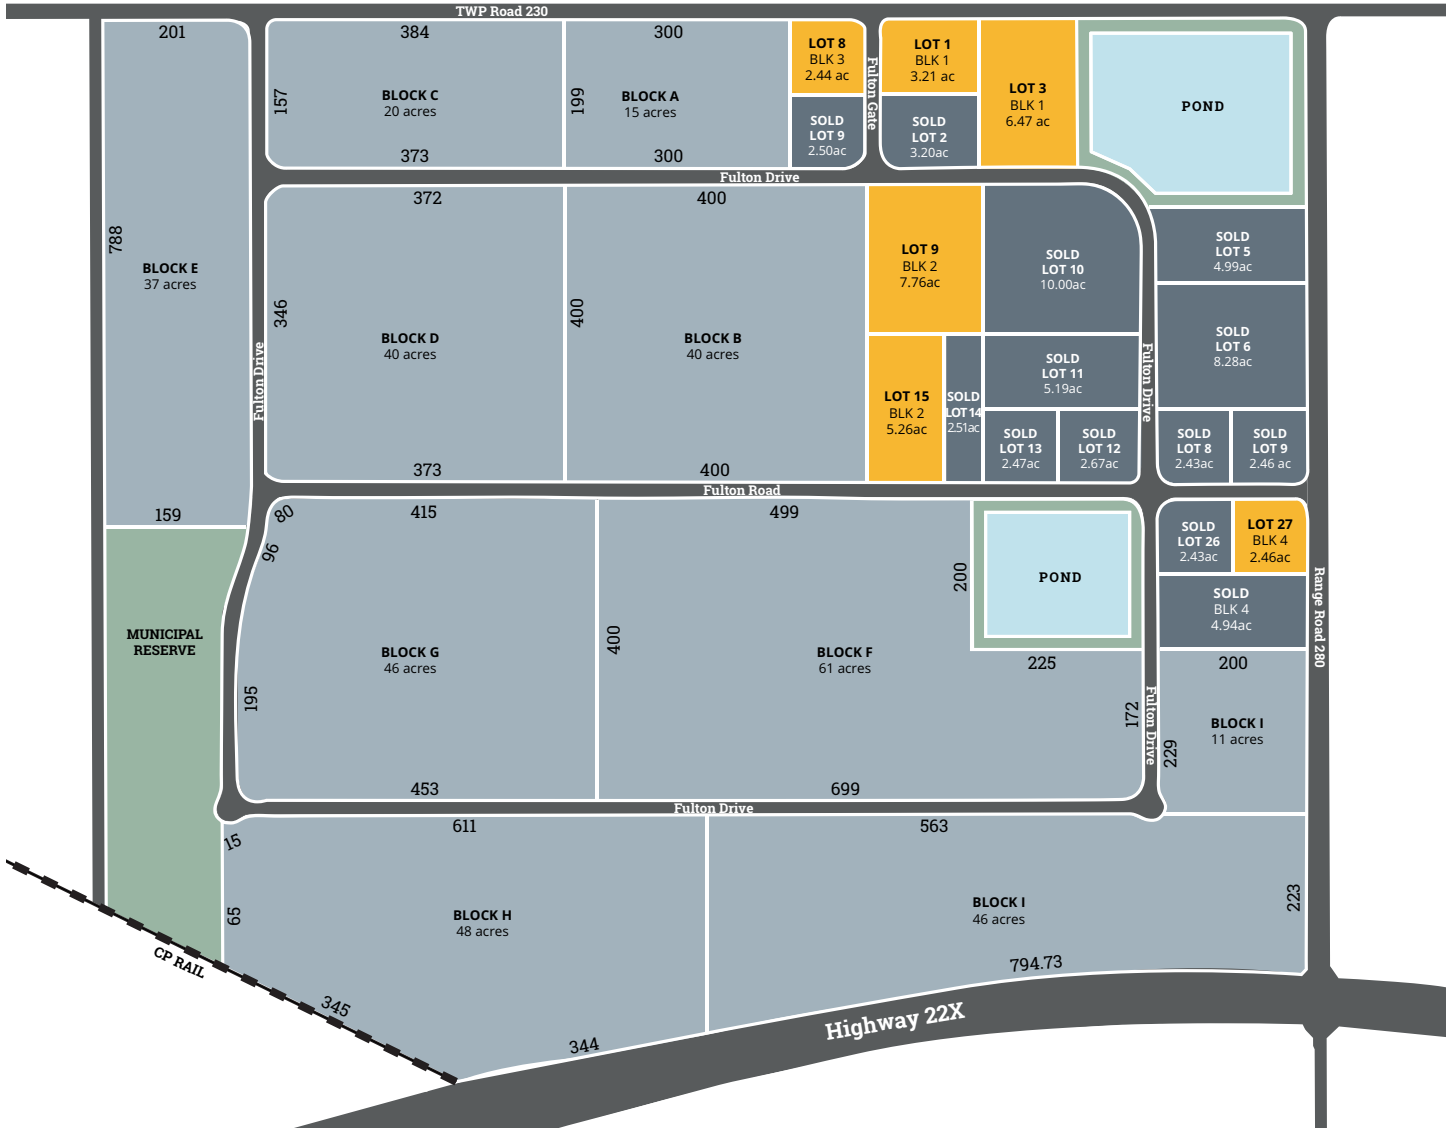 TWP Road 230
201
384
300
LOT 8
BLK 3
2.44 ac
LOT 1
BLK 1
3.21 ac
LOT 3
BLK 1
6.47 ac
POND
Fulton Gate
157
BLOCK C
20 acres
199
BLOCK A
15 acres
SOLD
LOT 9
2.50ac
SOLD
LOT 2
3.20ac
373
300
Fulton Drive
372
400
788
BLOCK E
37 acres
LOT 9
BLK 2
7.76ac
SOLD
LOT 10
10.00ac
SOLD
LOT 5
4.99ac
346
400
BLOCK D
40 acres
BLOCK B
40 acres
SOLD
LOT 6
8.28ac
Fulton Drive
Fulton Drive
SOLD
LOT 11
5.19ac
LOT 15
BLK 2
5.26ac
SOLD
LOT 14
2.51ac
SOLD
LOT 13
2.47ac
SOLD
LOT 12
2.67ac
SOLD
LOT 8
2.43ac
SOLD
LOT 9
2.46 ac
373
400
Fulton Road
159
80
96
415
499
SOLD
LOT 26
2.43ac
LOT 27
BLK 4
2.46ac
200
POND
SOLD
BLK 4
4.94ac
Range Road 280
MUNICIPAL
RESERVE
400
BLOCK G
46 acres
BLOCK F
61 acres
225
200
195
172
Fulton Drive
229
BLOCK I
11 acres
453
699
Fulton Drive
611
563
15
65
BLOCK H
48 acres
BLOCK I
46 acres
223
CP RAIL
794.73
345
344
Highway 22X